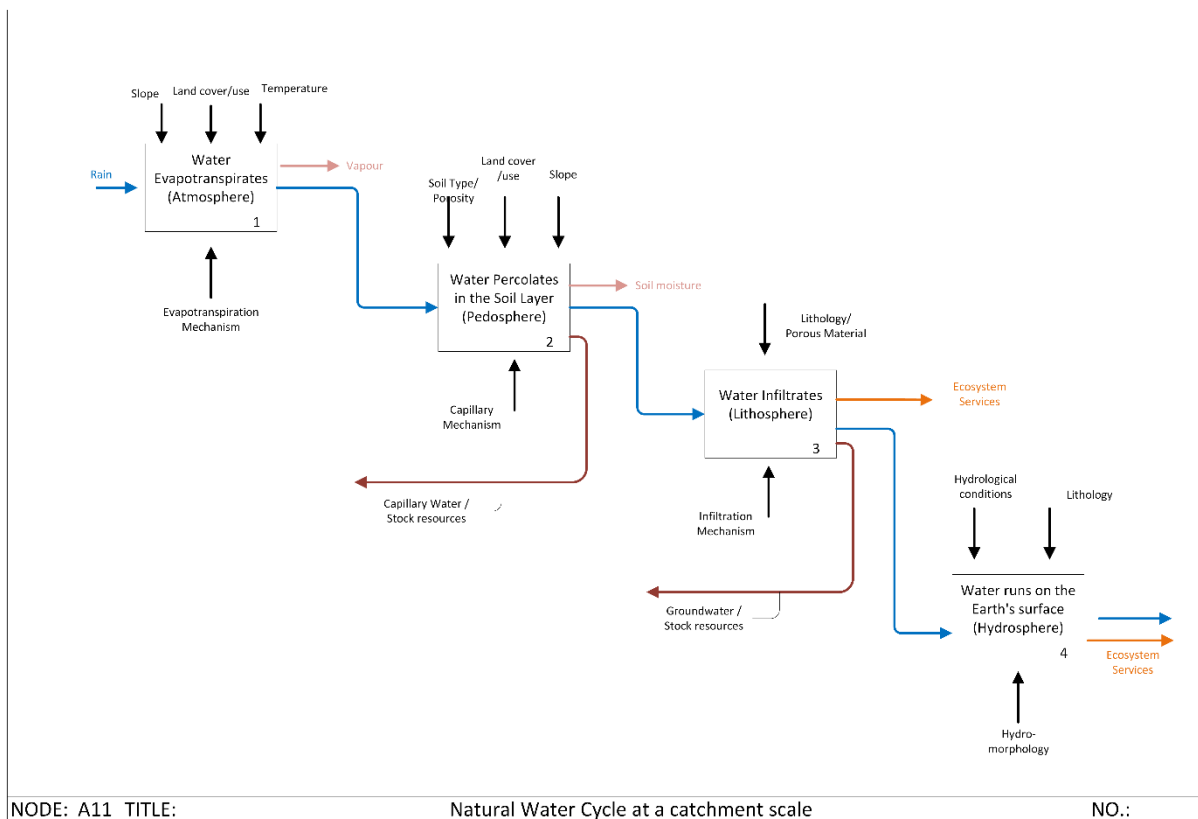 Slope
Land cover/use
Temperature
Rain
Water
Evapotranspirates
(Atmosphere)
1
Vapour
Evapotranspiration
Mechanism
Soil Type/
Porosity
Land cover
/use
Slope
Water Percolates
in the Soil Layer
(Pedosphere)
2
Soil moisture
Capillary
Mechanism
Capillary Water /
Stock resources
Lithology/
Porous Material
Water Infiltrates
(Lithosphere)
3
Ecosystem
Services
Infiltration
Mechanism
Groundwater /
Stock resources
Hydrological
conditions
Lithology
Water runs on the
Earth's surface
(Hydrosphere)
4
Ecosystem
Services
Hydro-
morphology
NODE: A11 TITLE: Natural Water Cycle at a catchment scale NO.: